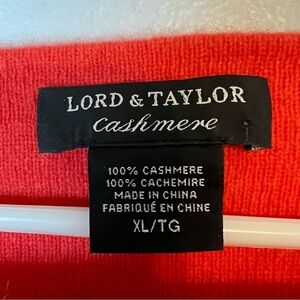 LORD & TAYLOR
Cashmere
100% CASHMERE
100% CACHEMIRE
MADE IN CHINA
FABRIQUÉ EN CHINE
XL/TG